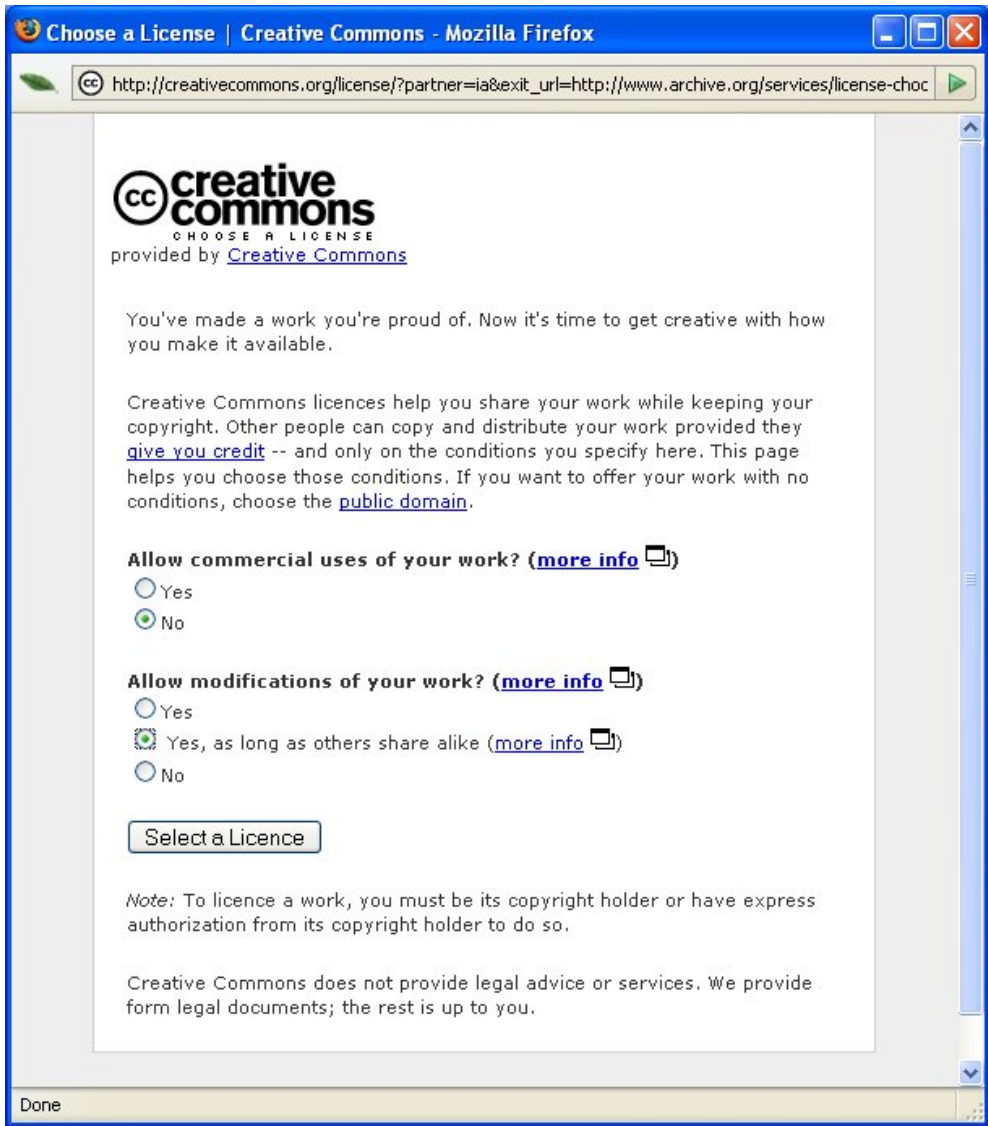 Choose a License | Creative Commons - Mozilla Firefox
http://creativecommons.org/license/?partner=ia&exit_url=http://www.archive.org/services/license-choc
cc creative
commons
CHOOSE A LICENSE
provided by Creative Commons
You've made a work you're proud of. Now it's time to get creative with how
you make it available.
Creative Commons licences help you share your work while keeping your
copyright. Other people can copy and distribute your work provided they
give you credit -- and only on the conditions you specify here. This page
helps you choose those conditions. If you want to offer your work with no
conditions, choose the public domain.
Allow commercial uses of your work? (more info)
Yes
No
Allow modifications of your work? (more info)
Yes
Yes, as long as others share alike (more info)
No
Select a Licence
Note: To licence a work, you must be its copyright holder or have express
authorization from its copyright holder to do so.
Creative Commons does not provide legal advice or services. We provide
form legal documents; the rest is up to you.
Done